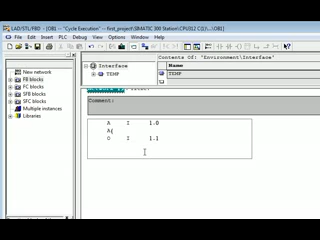 LAD/STL/FBD - [OB1 -- "Cycle Execution" -- first_project\SIMATIC 300 Station\CPU312 C(1)\...\OB1]
File Edit Insert PLC Debug View Options Window Help
New network
FB blocks
FC blocks
SFB blocks
SFC blocks
Multiple instances
Libraries
Interface
TEMP
Contents Of: 'Environment\Interface'
Name
TEMP
Comment:
A I 1.0
A(
O I 1.1